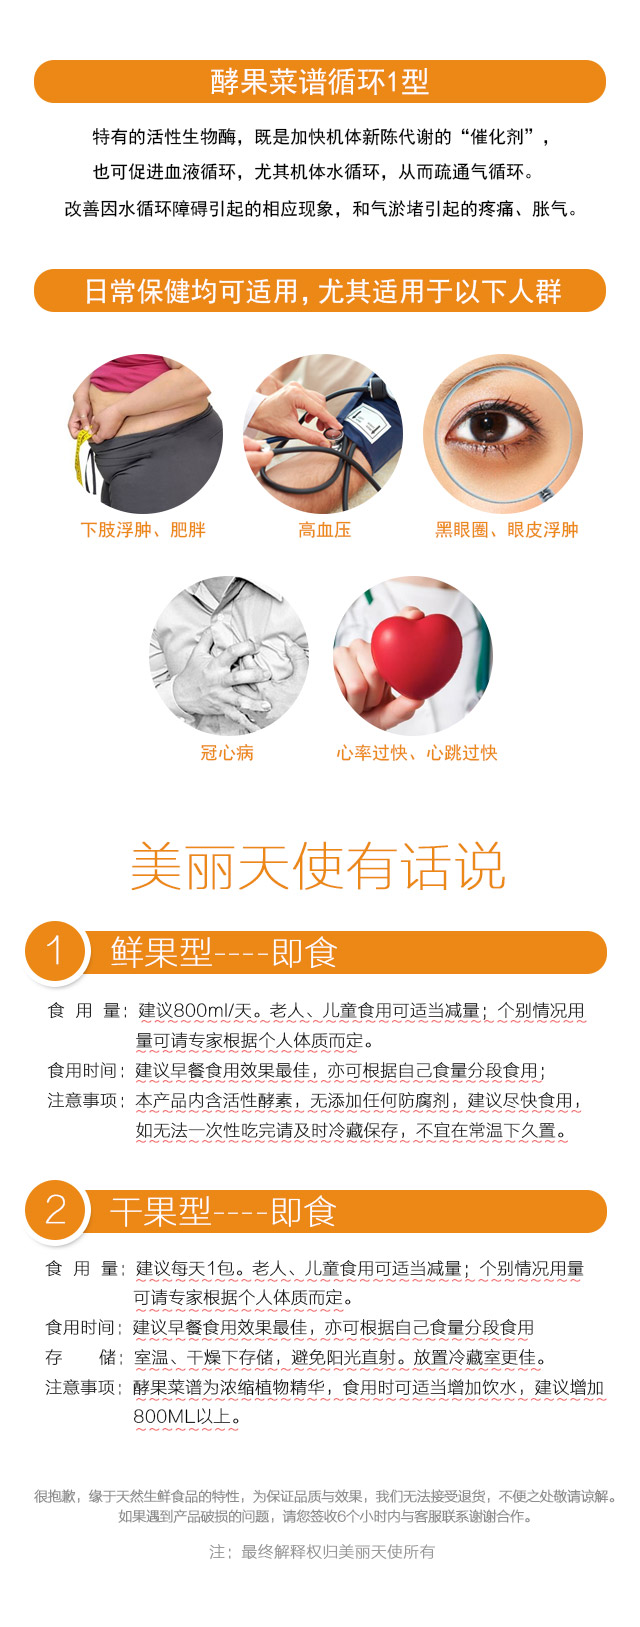 酵果菜谱循环1型
特有的活性生物酶，既是加快机体新陈代谢的“催化剂”，
也可促进血液循环，尤其机体水循环，从而疏通气循环。
改善因水循环障碍引起的相应现象，和气淤堵引起的疼痛、胀气。
日常保健均可适用，尤其适用于以下人群
下肢浮肿、肥胖
高血压
黑眼圈、眼皮浮肿
冠心病
心率过快、心跳过快
美丽天使有话说
1 鲜果型----即食
食 用 量：建议800ml/天。老人、儿童食用可适当减量；个别情况用
量可请专家根据个人体质而定。
食用时间：建议早餐食用效果最佳，亦可根据自己食量分段食用；
注意事项：本产品内含活性酵素，无添加任何防腐剂，建议尽快食用，
如无法一次性吃完请及时冷藏保存，不宜在常温下久置。
2 干果型----即食
食 用 量：建议每天1包。老人、儿童食用可适当减量；个别情况用量
可请专家根据个人体质而定。
食用时间：建议早餐食用效果最佳，亦可根据自己食量分段食用
存 储：室温、干燥下存储，避免阳光直射。放置冷藏室更佳。
注意事项：酵果菜谱为浓缩植物精华，食用时可适当增加饮水，建议增加
800ML以上。
很抱歉，缘于天然生鲜食品的特性，为保证品质与效果，我们无法接受退货，不便之处敬请谅解。
如果遇到产品破损的问题，请您签收6个小时内与客服联系谢谢合作。
注：最终解释权归美丽天使所有